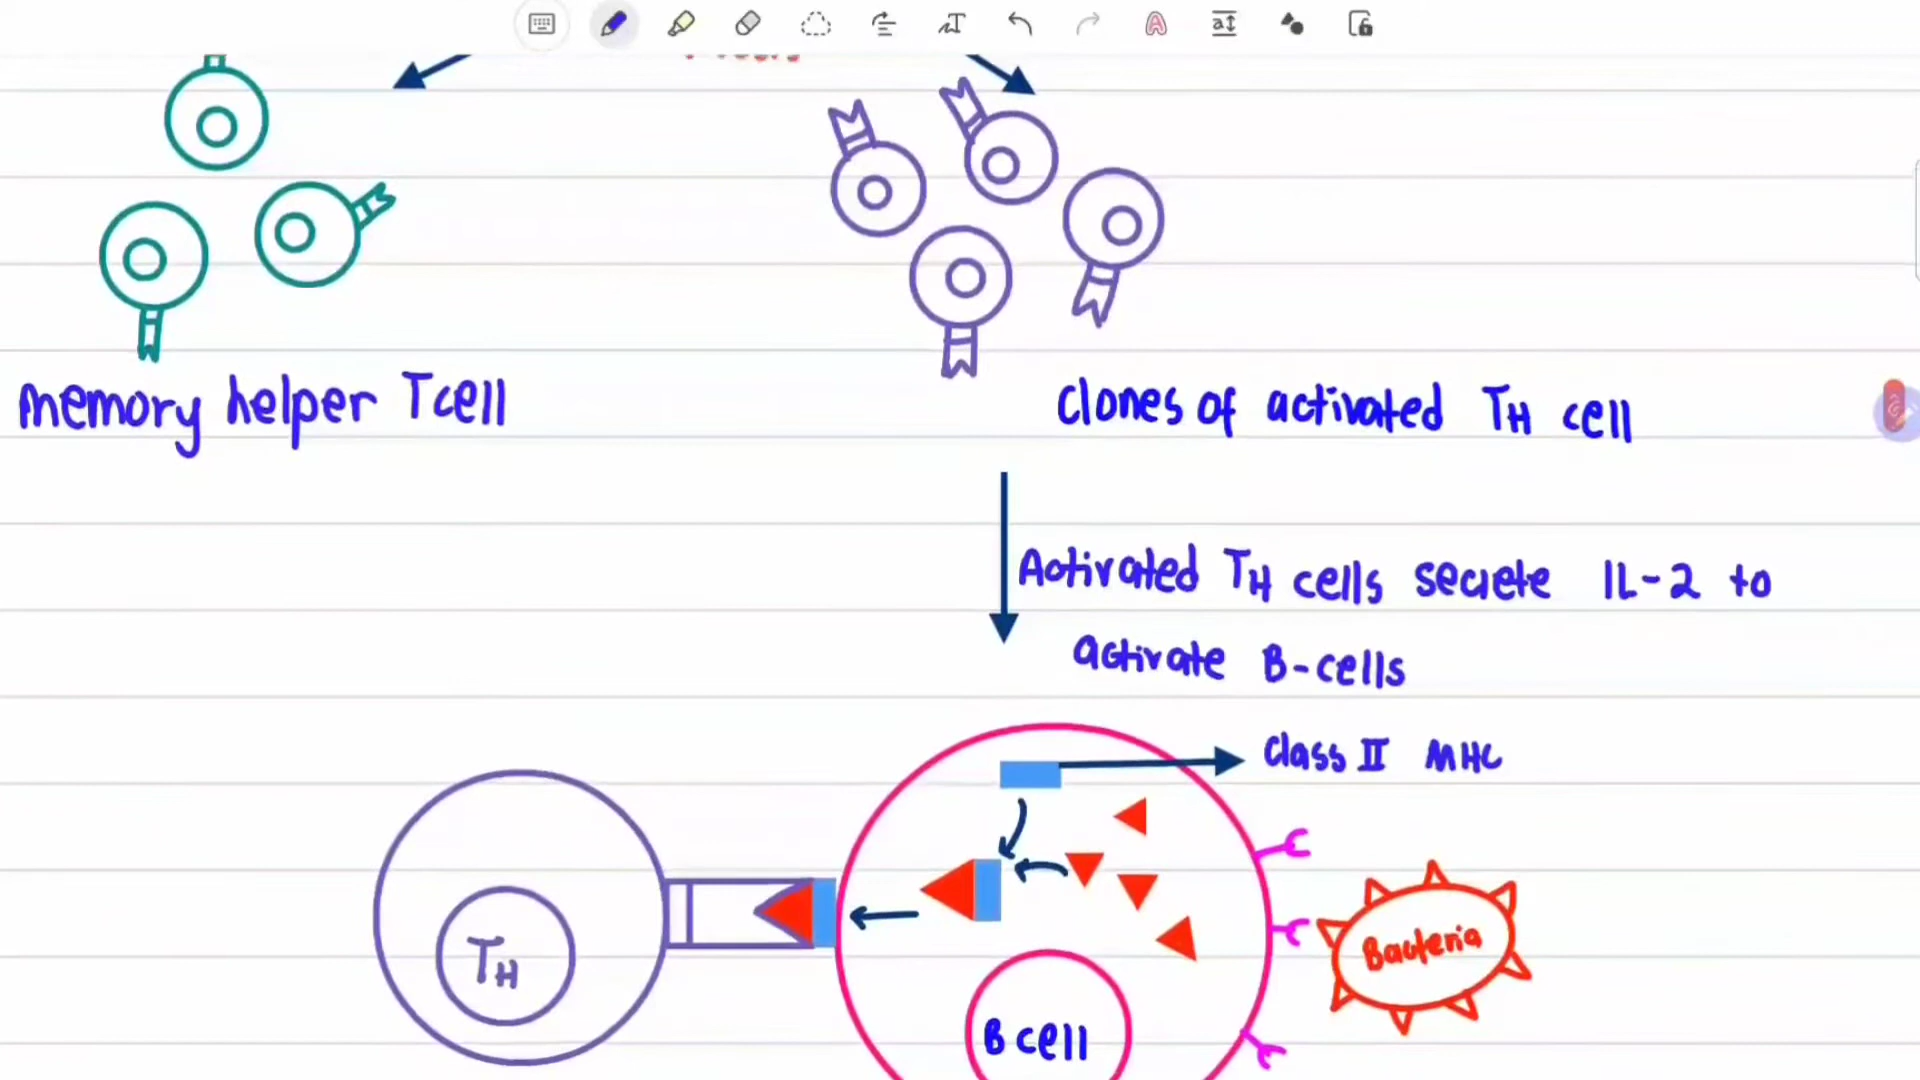 memory helper T cell
Clones of activated TH cell
Activated TH cells secrete IL-2 to
activate B-cells
Class II MHC
TH
Bacteria
B cell